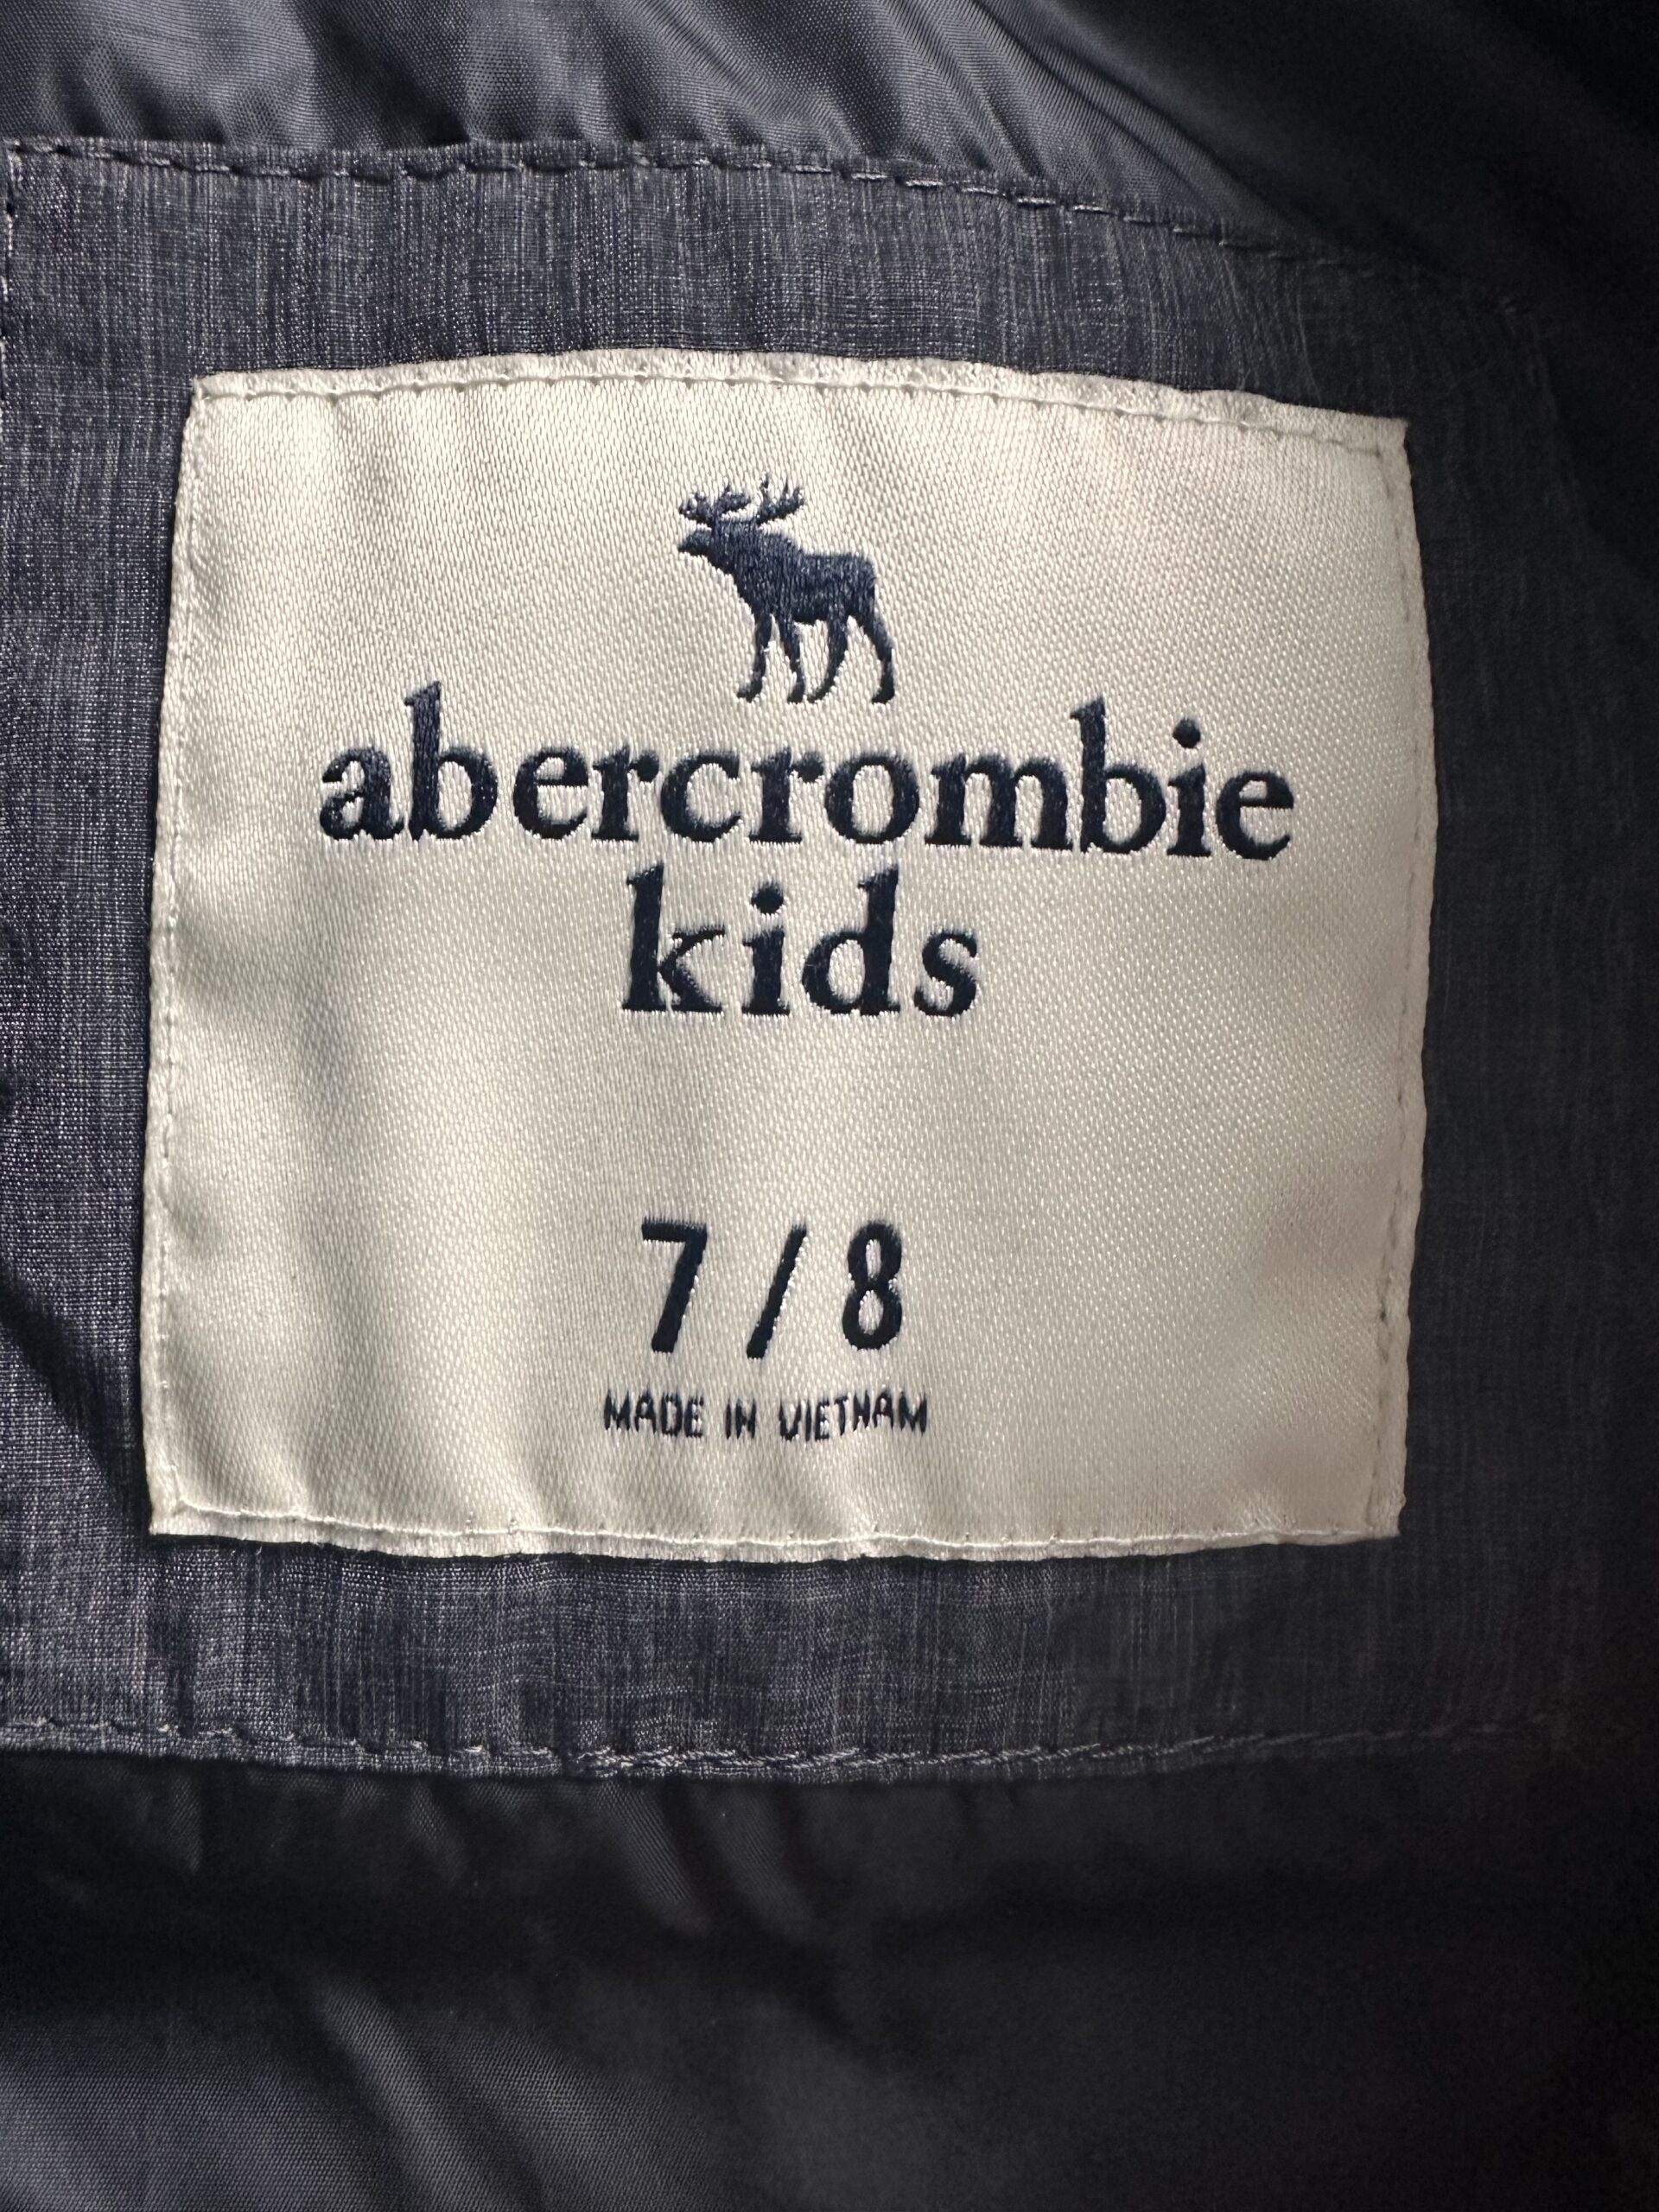 abercrombie
kids
7/8
MADE IN VIETNAM